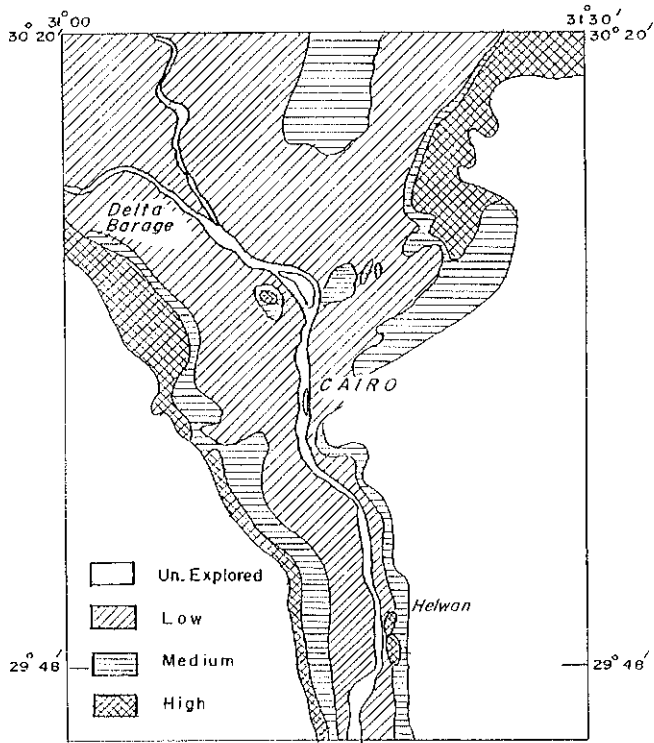 31°00
31°30′
30° 20′
30° 20′
Delta
Barage
CAIRO
Un. Explored
Low
Helwan
Medium
29° 48′
29° 48′
High